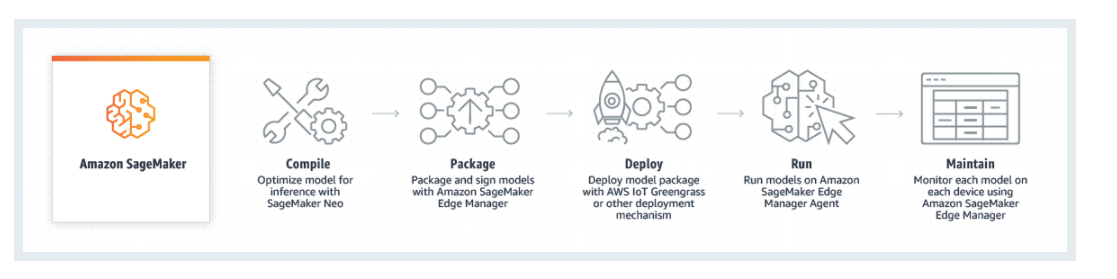 Amazon SageMaker
Compile
Optimize model for
inference with
SageMaker Neo
Package
Package and sign models
with Amazon SageMaker
Edge Manager
Deploy
Deploy model package
with AWS IoT Greengrass
or other deployment
mechanism
Run
Run models on Amazon
SageMaker Edge
Manager Agent
Maintain
Monitor each model on
each device using
Amazon SageMaker
Edge Manager